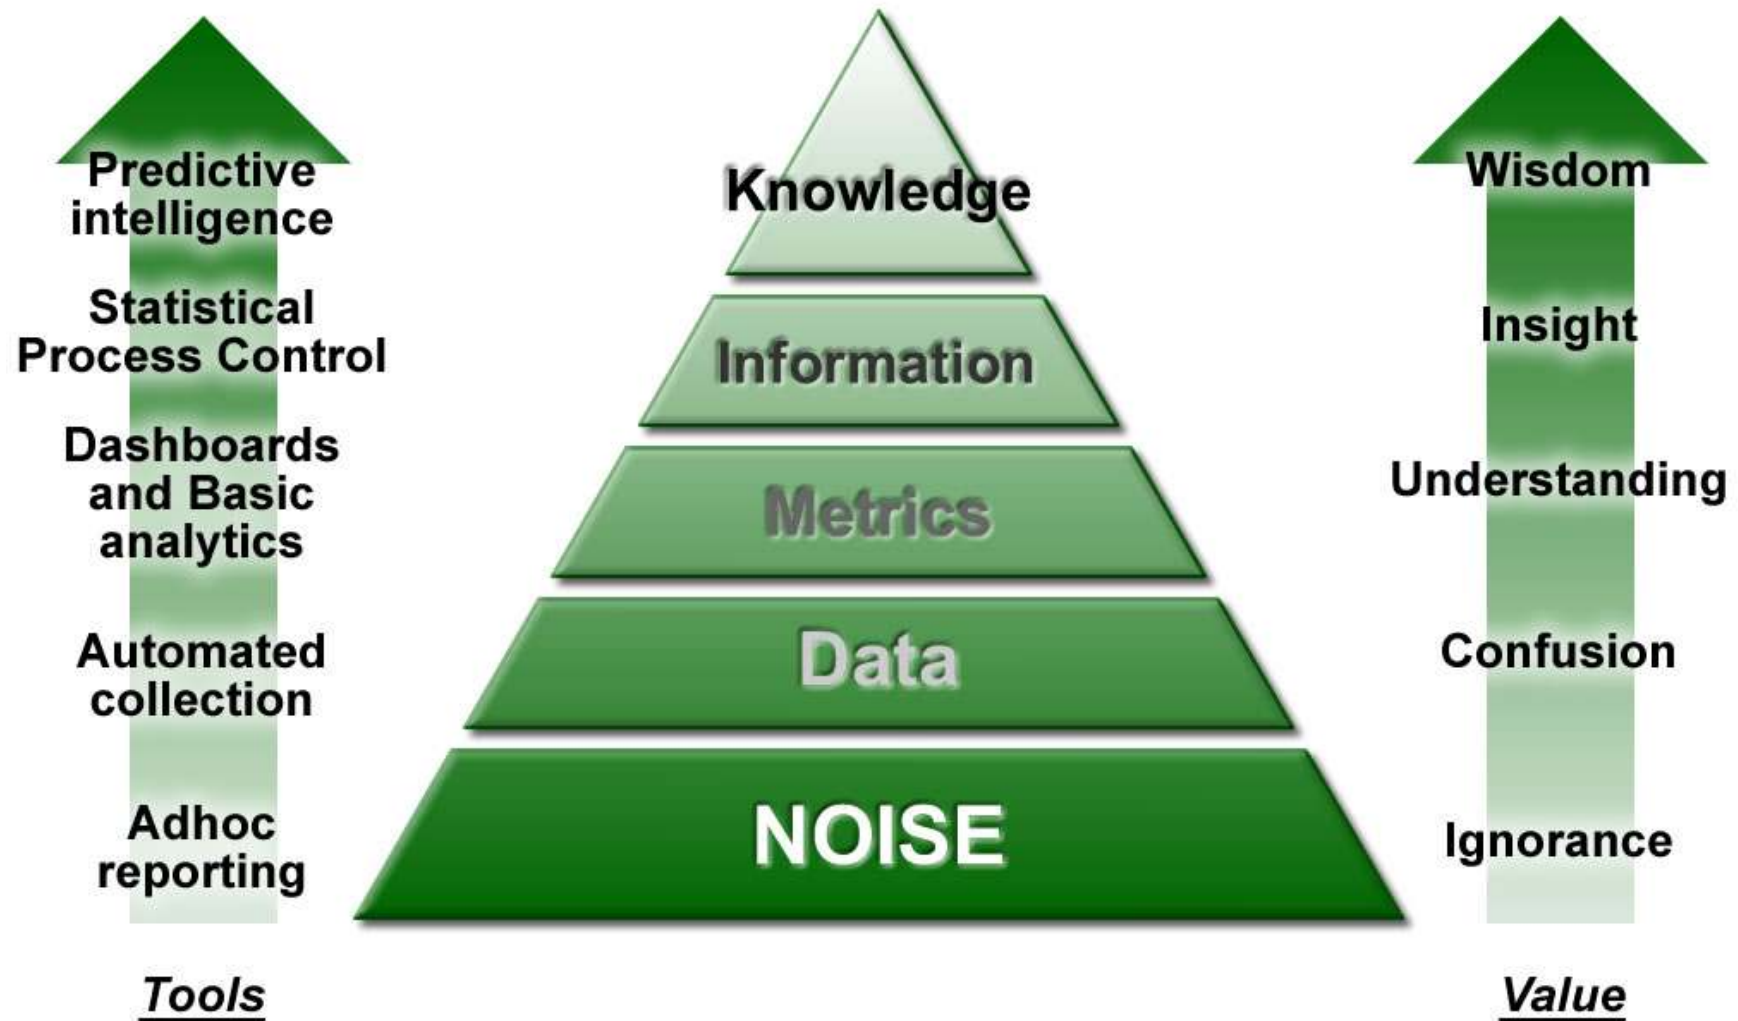 Predictive
intelligence
Statistical
Process Control
Dashboards
and Basic
analytics
Automated
collection
Adhoc
reporting
Tools
Knowledge
Information
Metrics
Data
NOISE
Wisdom
Insight
Understanding
Confusion
Ignorance
Value